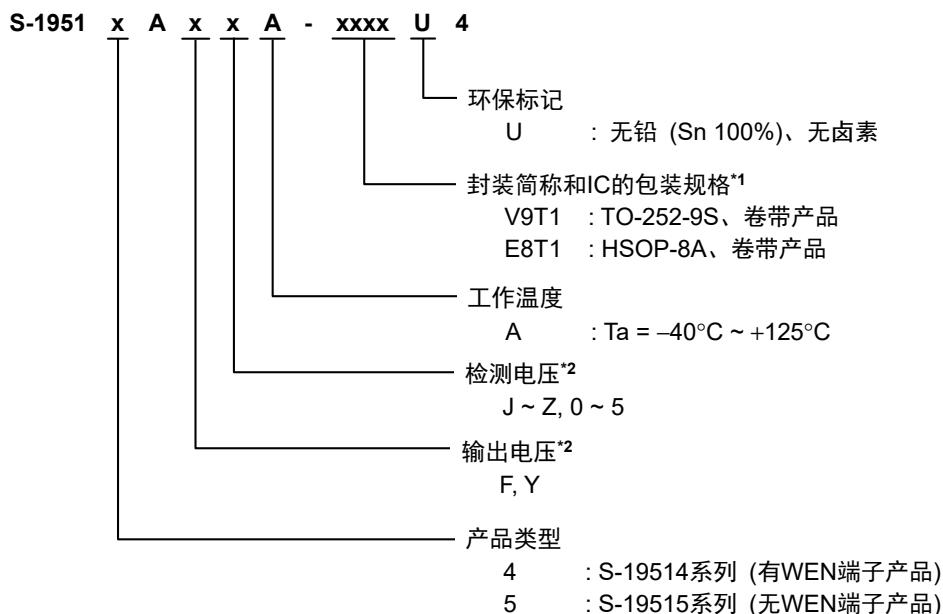 S-1951 x A x x A - xxxx U 4
环保标记
U : 无铅 (Sn 100%)、无卤素
封装简称和IC的包装规格*1
V9T1 : TO-252-9S、卷带产品
E8T1 : HSOP-8A、卷带产品
工作温度
A : Ta = −40°C ~ +125°C
检测电压*2
J ~ Z, 0 ~ 5
输出电压*2
F, Y
产品类型
4 : S-19514系列 (有WEN端子产品)
5 : S-19515系列 (无WEN端子产品)